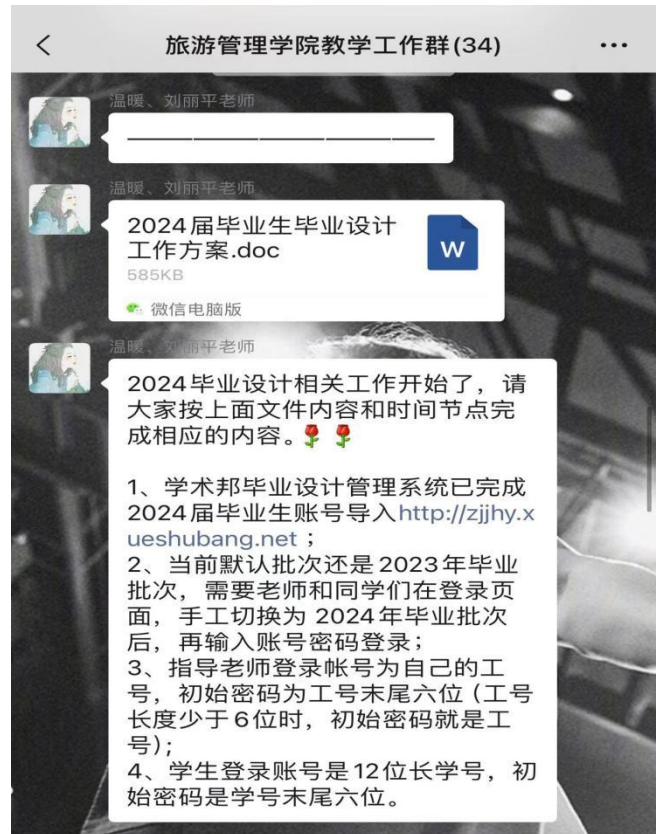 旅游管理学院教学工作群(34)
温暖、刘丽平老师
————————————
温暖、刘丽平老师
2024届毕业生毕业设计
工作方案.doc
W
585KB
微信电脑版
温暖、刘丽平老师
2024毕业设计相关工作开始了，请
大家按上面文件内容和时间节点完
成相应的内容。🌹🌹
1、学术邦毕业设计管理系统已完成
2024届毕业生账号导入http://zjjhy.x
ueshubang.net；
2、当前默认批次还是2023年毕业
批次，需要老师和同学们在登录页
面，手工切换为 2024年毕业批次
后，再输入账号密码登录；
3、指导老师登录帐号为自己的工
号，初始密码为工号末尾六位（工号
长度少于6位时，初始密码就是工
号）；
4、学生登录账号是12位长学号，初
始密码是学号末尾六位。